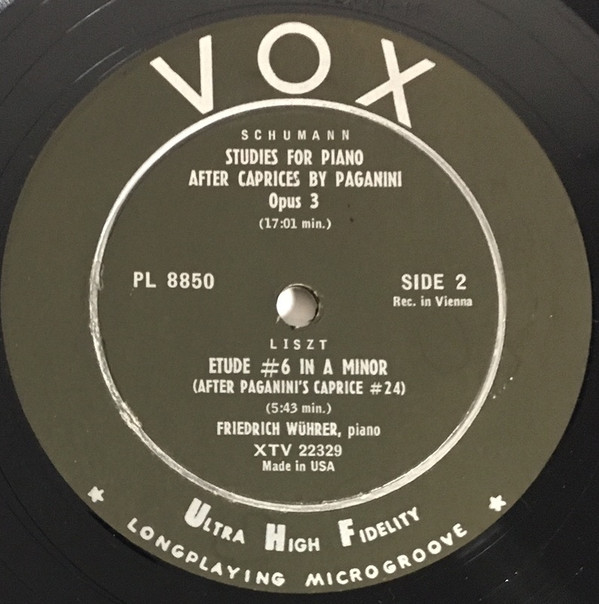 VOX
SCHUMANN
STUDIES FOR PIANO
AFTER CAPRICES BY PAGANINI
Opus 3
(17:01 min.)
PL 8850
SIDE 2
Rec. in Vienna
LISZT
ETUDE #6 IN A MINOR
(AFTER PAGANINI'S CAPRICE #24)
(5:43 min.)
FRIEDRICH WÜHRER, piano
XTV 22329
Made in USA
ULTRA HIGH FIDELITY
LONGPLAYING MICROGROOVE